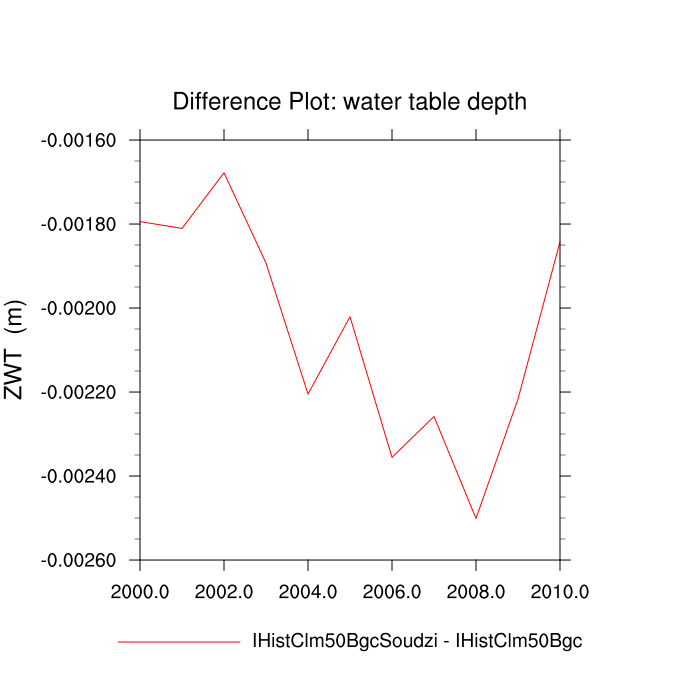 Difference Plot: water table depth
-0.00160
-0.00180
-0.00200
-0.00220
-0.00240
-0.00260
ZWT (m)
2000.0 2002.0 2004.0 2006.0 2008.0 2010.0
IHistClm50BgcSoudzi - IHistClm50Bgc